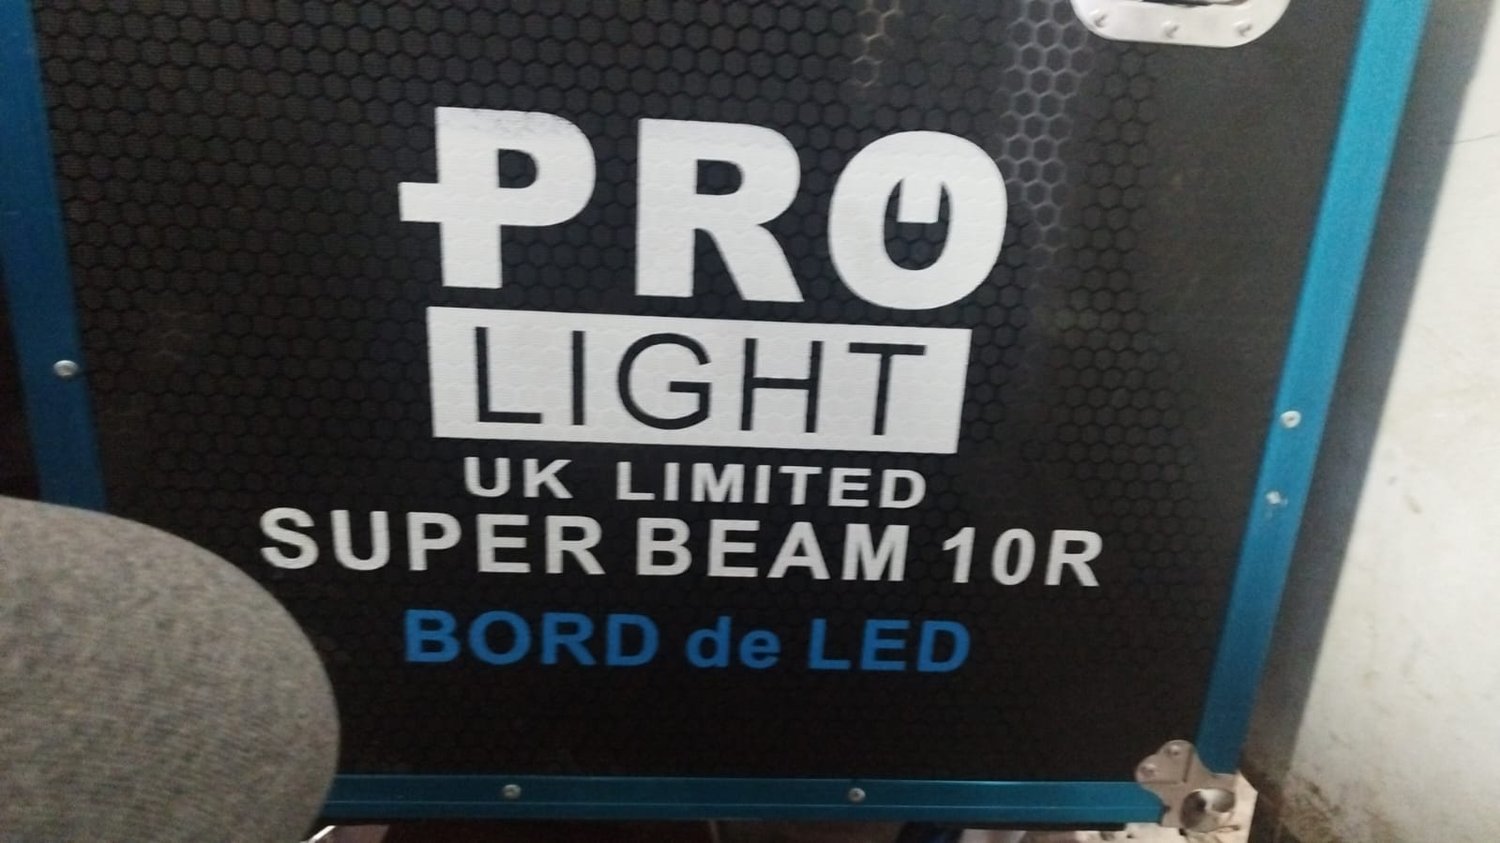 PRO
LIGHT
UK LIMITED
SUPER BEAM 10R
BORD de LED